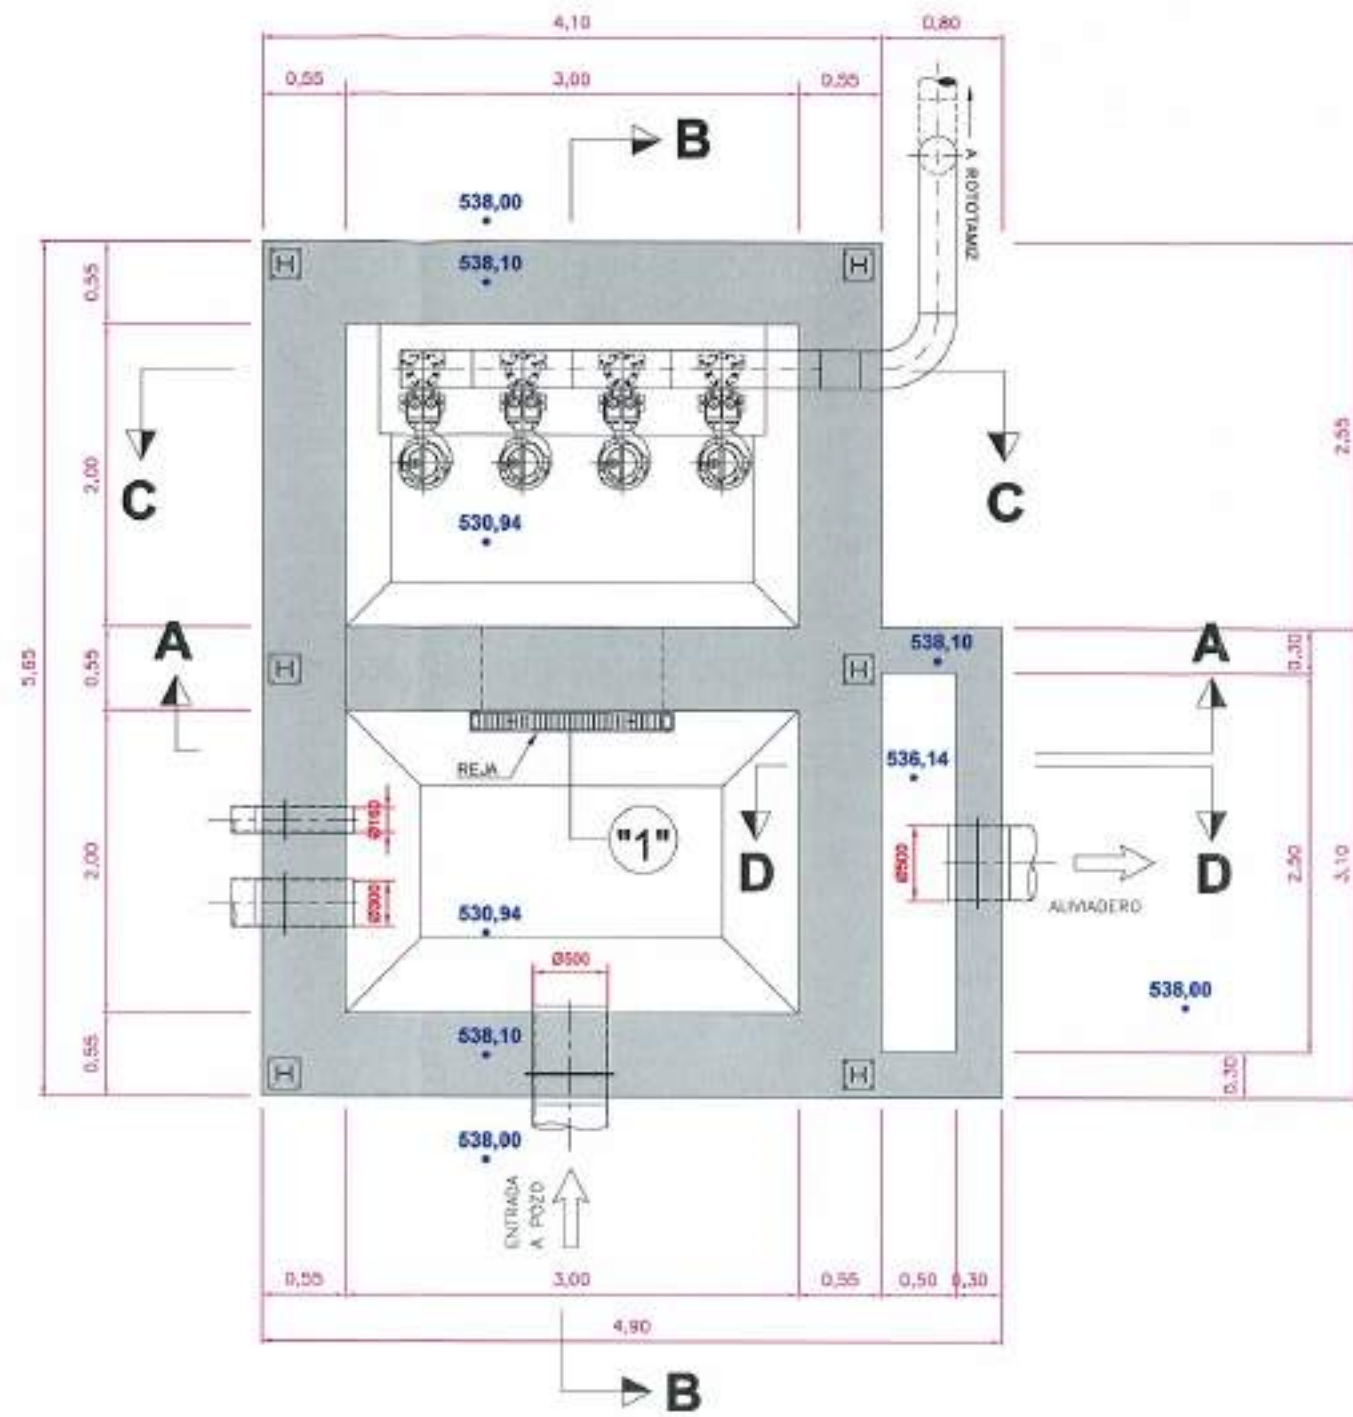 4,10
0,80
0,55
3,00
0,55
B
A ROTOTAMIZ
538,00
538,10
H
H
0,55
2,00
2,55
C
C
530,94
A
538,10
A
0,30
5,65
0,55
H
H
REJA
536,14
"1"
Ø160
D
D
2,00
Ø300
Ø500
2,50
3,10
ALIVIADERO
530,94
Ø500
538,00
538,10
0,55
H
H
0,30
538,00
ENTRADA
A POZO
0,55
3,00
0,55
0,50
0,30
4,90
B